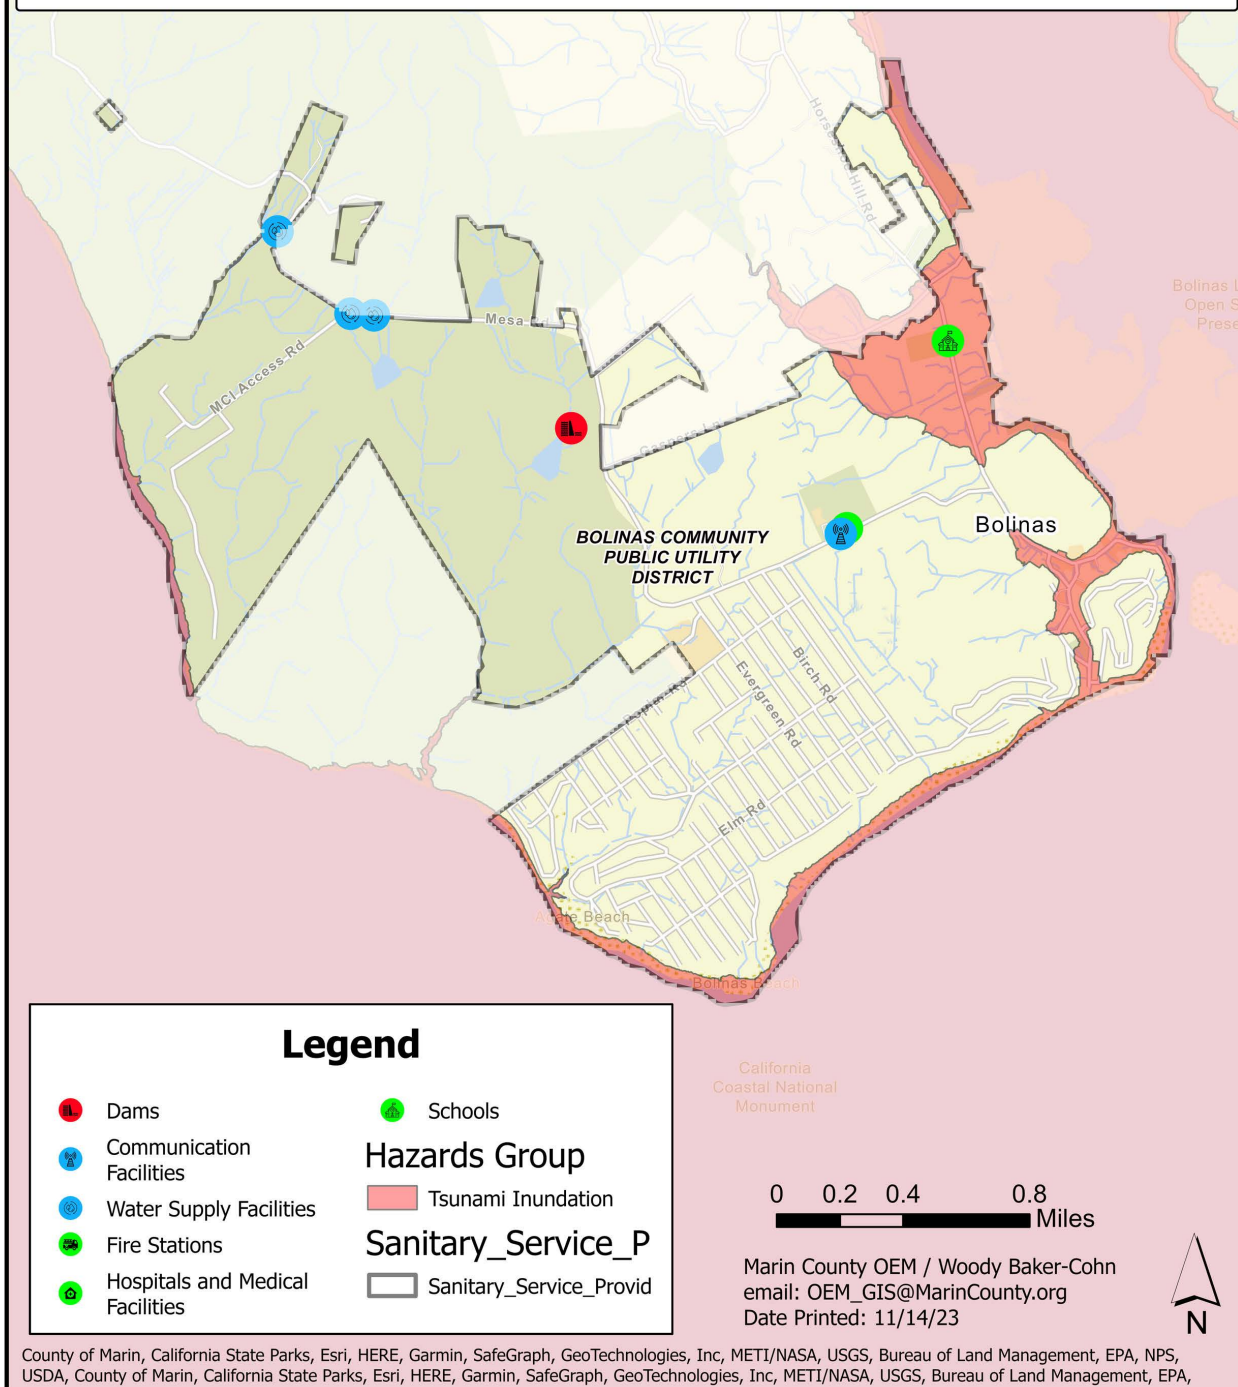 Horseshoe Hill Rd
Bolinas L
Open S
Prese
Mesa
MCI Access Rd
BOLINAS COMMUNITY
PUBLIC UTILITY
DISTRICT
Bolinas
Birch Rd
Evergreen Rd
Elm Rd
Beach
Bolinas Beach
California
Coastal National
Monument
Legend
Dams
Communication
Facilities
Water Supply Facilities
Fire Stations
Hospitals and Medical
Facilities
Schools
Hazards Group
Tsunami Inundation
Sanitary_Service_P
Sanitary_Service_Provid
0 0.2 0.4 0.8
Miles
Marin County OEM / Woody Baker-Cohn
email: OEM_GIS@MarinCounty.org
Date Printed: 11/14/23
N
County of Marin, California State Parks, Esri, HERE, Garmin, SafeGraph, GeoTechnologies, Inc, METI/NASA, USGS, Bureau of Land Management, EPA, NPS,
USDA, County of Marin, California State Parks, Esri, HERE, Garmin, SafeGraph, GeoTechnologies, Inc, METI/NASA, USGS, Bureau of Land Management, EPA,